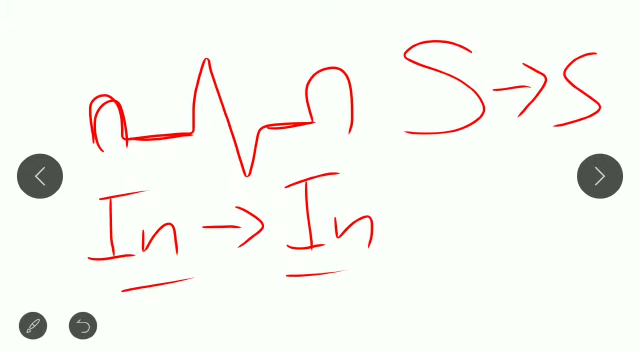 S → s
In → In